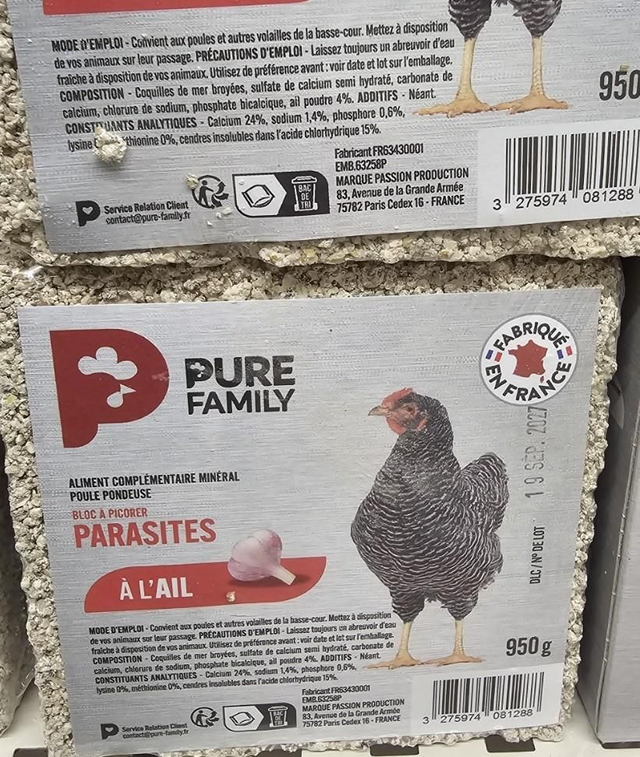 MODE D'EMPLOI - Convient aux poules et autres volailles de la basse-cour. Mettez à disposition
de vos animaux sur leur passage. PRÉCAUTIONS D'EMPLOI - Laissez toujours un abreuvoir d'eau
fraîche à disposition de vos animaux. Utilisez de préférence avant : voir date et lot sur l'emballage.
COMPOSITION - Coquilles de mer broyées, sulfate de calcium semi hydraté, carbonate de
calcium, chlorure de sodium, phosphate bicalcique, ail poudre 4%. ADDITIFS - Néant.
CONSTITUANTS ANALYTIQUES - Calcium 24%, sodium 1,4%, phosphore 0,6%,
lysine thionine 0%, cendres insolubles dans l'acide chlorhydrique 15%.
950
Fabricant FR63430001
EMB.63258P
MARQUE PASSION PRODUCTION
83, Avenue de la Grande Armée
75782 Paris Cedex 16 - FRANCE
Service Relation Client
contact@pure-family.fr
BAC
DE
TRI
3 275974 081288
PURE
FAMILY
FABRIQUÉ
EN FRANCE
ALIMENT COMPLÉMENTAIRE MINÉRAL
POULE PONDEUSE
BLOC À PICORER
PARASITES
À L'AIL
DLC / N° DE LOT
19 SEP. 2027
950 g
MODE D'EMPLOI - Convient aux poules et autres volailles de la basse-cour. Mettez à disposition
de vos animaux sur leur passage. PRÉCAUTIONS D'EMPLOI - Laissez toujours un abreuvoir d'eau
fraîche à disposition de vos animaux. Utilisez de préférence avant : voir date et lot sur l'emballage.
COMPOSITION - Coquilles de mer broyées, sulfate de calcium semi hydraté, carbonate de
calcium, chlorure de sodium, phosphate bicalcique, ail poudre 4%. ADDITIFS - Néant.
CONSTITUANTS ANALYTIQUES - Calcium 24%, sodium 1,4%, phosphore 0,6%,
lysine 0%, méthionine 0%, cendres insolubles dans l'acide chlorhydrique 15%.
Fabricant FR63430001
EMB.63258P
MARQUE PASSION PRODUCTION
83, Avenue de la Grande Armée
75782 Paris Cedex 16 - FRANCE
Service Relation Client
contact@pure-family.fr
3 275974 081288